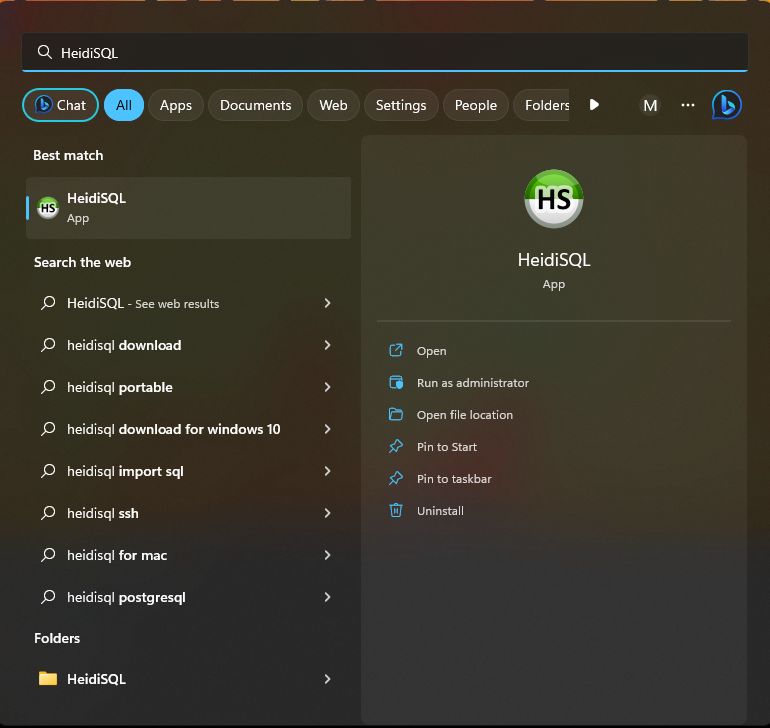 HeidiSQL
Chat All Apps Documents Web Settings People Folders M
Best match
HeidiSQL
App
Search the web
HeidiSQL - See web results
heidisql download
heidisql portable
heidisql download for windows 10
heidisql import sql
heidisql ssh
heidisql for mac
heidisql postgresql
Folders
HeidiSQL
HS
HeidiSQL
App
Open
Run as administrator
Open file location
Pin to Start
Pin to taskbar
Uninstall